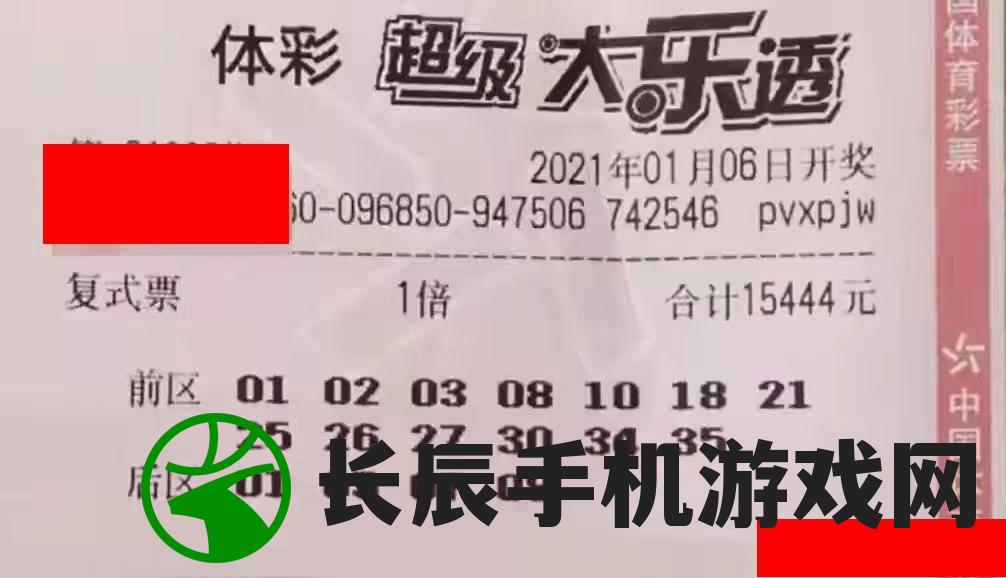 体彩 超级大乐透
2021年01月06日开奖
60-096850-947506 742546 pvxpjw
复式票 1倍 合计15444元
前区 01 02 03 08 10 18 21
25 26 27 30 34 35
后区 01
长辰手机游戏网
国体育彩票
中国